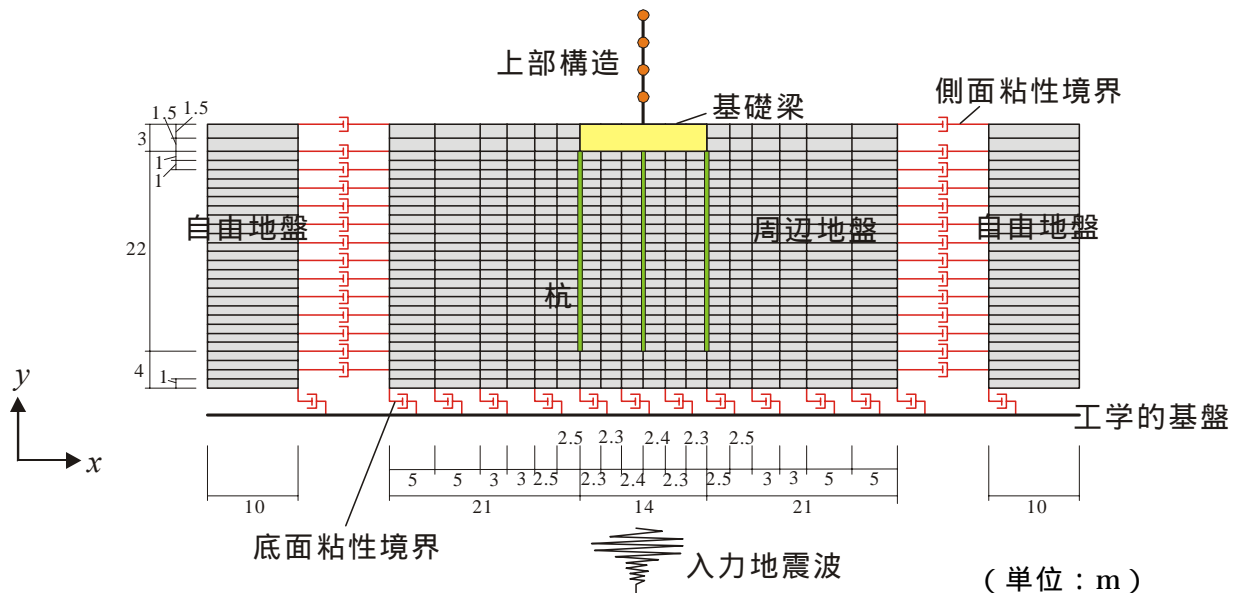 上部構造
基礎梁
側面粘性境界
1.5
1.5
3
1
1
自由地盤
周辺地盤
自由地盤
22
杭
4
1
y
x
工学的基盤
2.5
2.3
2.4
2.3
2.5
5
5
3
3
2.5
2.3
2.4
2.3
2.5
3
3
5
5
10
21
14
21
10
底面粘性境界
入力地震波
(単位:m)